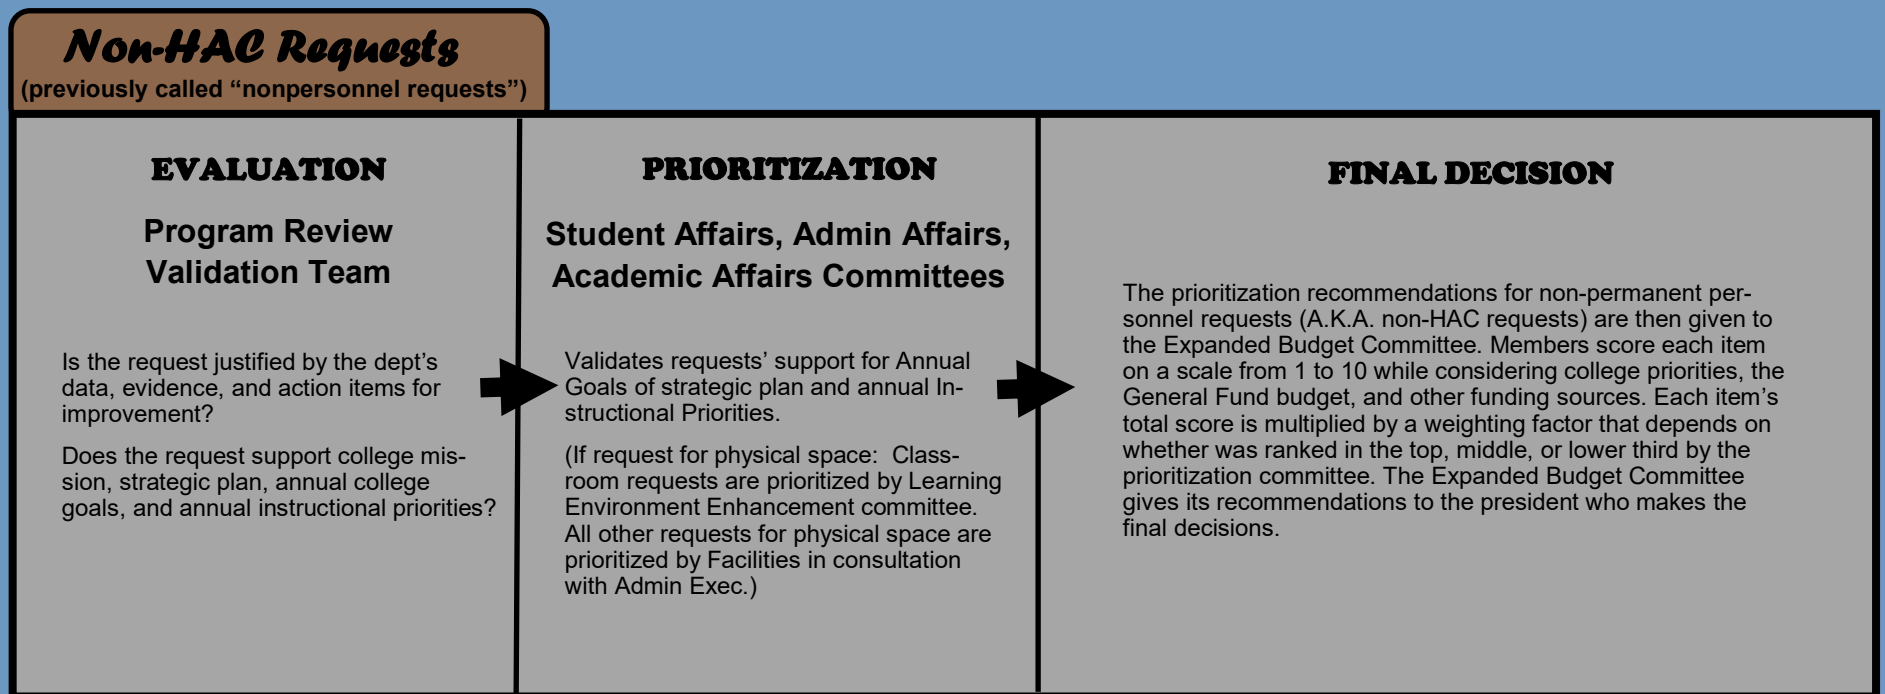 Non-HAC Requests
(previously called “nonpersonnel requests”)
EVALUATION
Program Review
Validation Team
Is the request justified by the dept’s
data, evidence, and action items for
improvement?
Does the request support college mis-
sion, strategic plan, annual college
goals, and annual instructional priorities?
PRIORITIZATION
Student Affairs, Admin Affairs,
Academic Affairs Committees
Validates requests’ support for Annual
Goals of strategic plan and annual In-
structional Priorities.
(If request for physical space:  Class-
room requests are prioritized by Learning
Environment Enhancement committee.
All other requests for physical space are
prioritized by Facilities in consultation
with Admin Exec.)
FINAL DECISION
The prioritization recommendations for non-permanent per-
sonnel requests (A.K.A. non-HAC requests) are then given to
the Expanded Budget Committee. Members score each item
on a scale from 1 to 10 while considering college priorities, the
General Fund budget, and other funding sources. Each item’s
total score is multiplied by a weighting factor that depends on
whether was ranked in the top, middle, or lower third by the
prioritization committee. The Expanded Budget Committee
gives its recommendations to the president who makes the
final decisions.